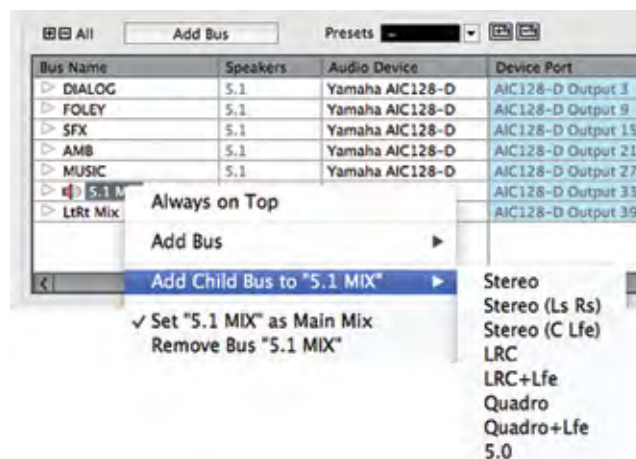 All Add Bus Presets -
Bus Name Speakers Audio Device Device Port
DIALOG 5.1 Yamaha AIC128-D AIC128-D Output 3
FOLEY 5.1 Yamaha AIC128-D AIC128-D Output 9
SFX 5.1 Yamaha AIC128-D AIC128-D Output 15
AMB 5.1 Yamaha AIC128-D AIC128-D Output 21
MUSIC 5.1 Yamaha AIC128-D AIC128-D Output 27
5.1 M AIC128-D Output 33
LtRt Mix AIC128-D Output 39
Always on Top
Add Bus
Add Child Bus to "5.1 MIX"
✓ Set "5.1 MIX" as Main Mix
Remove Bus "5.1 MIX"
Stereo
Stereo (Ls Rs)
Stereo (C Lfe)
LRC
LRC+Lfe
Quadro
Quadro+Lfe
5.0